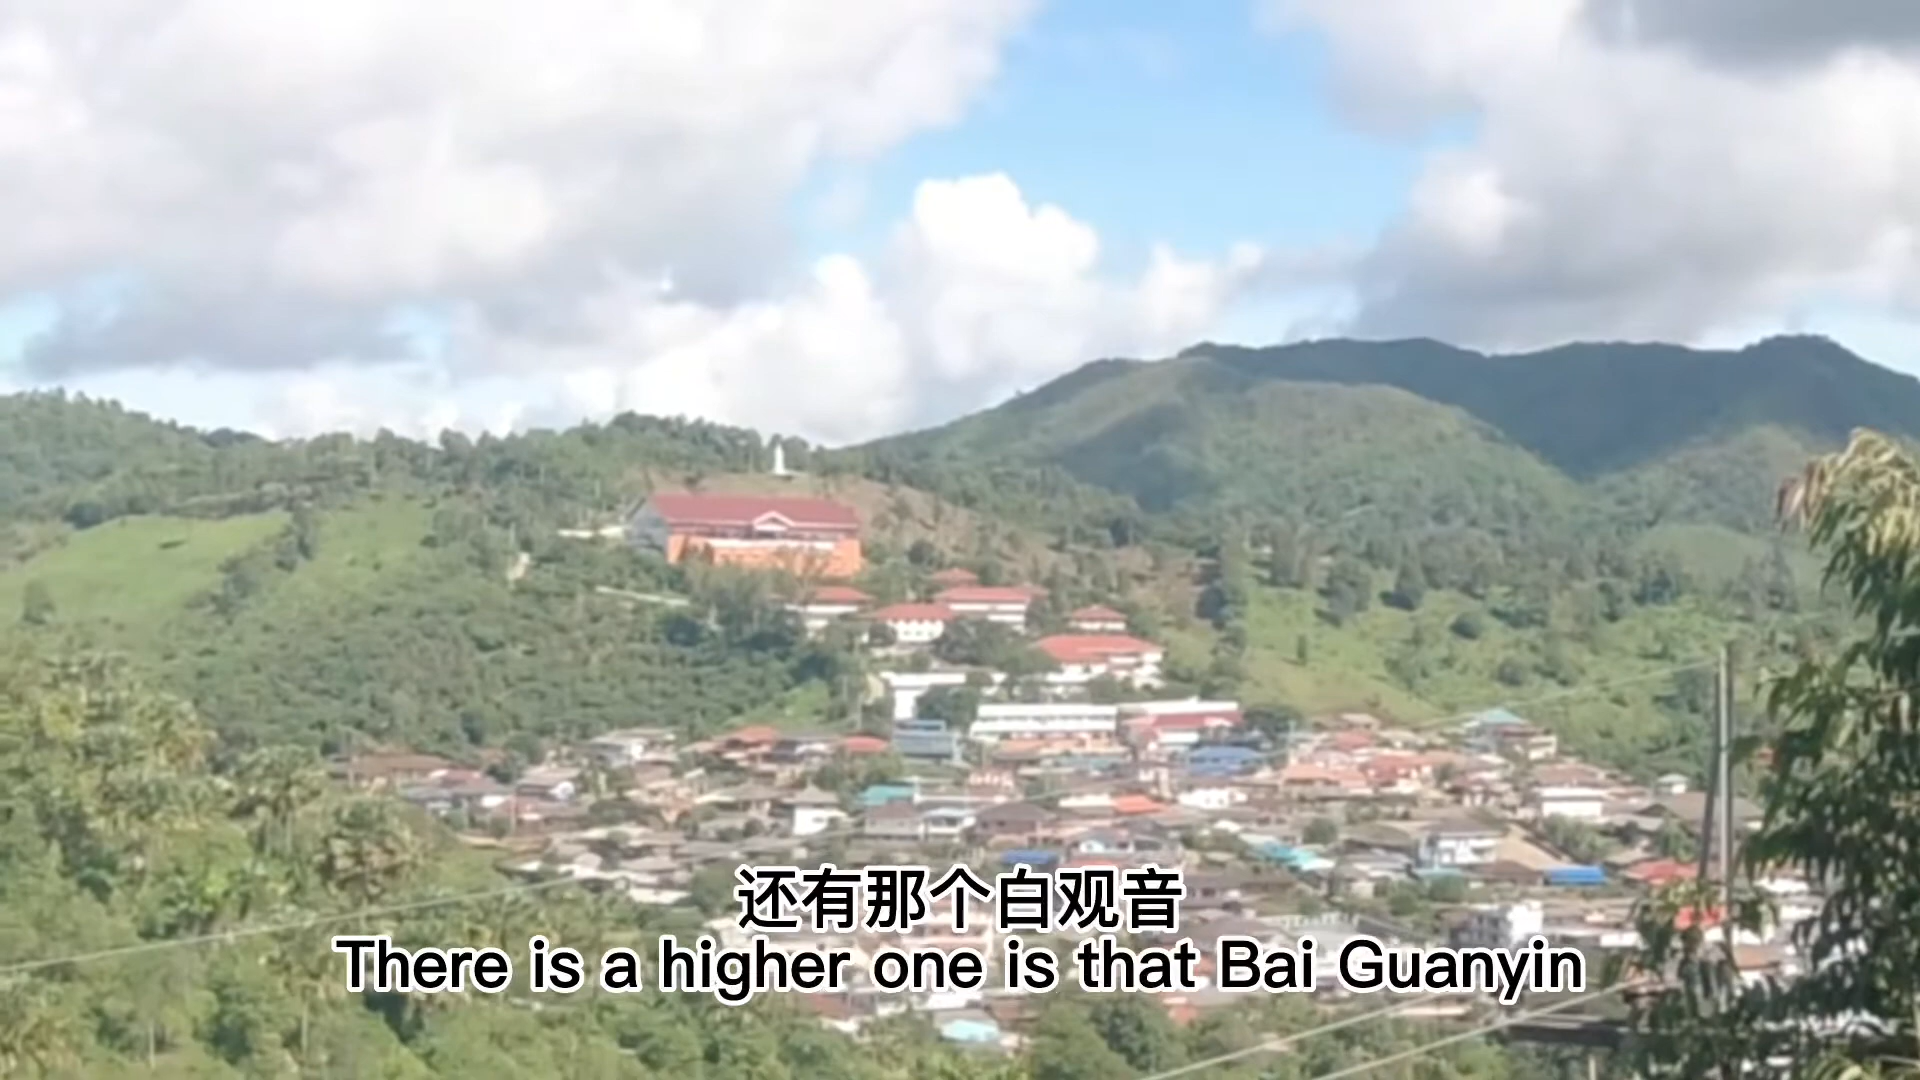 还有那个白观音
There is a higher one is that Bai Guanyin